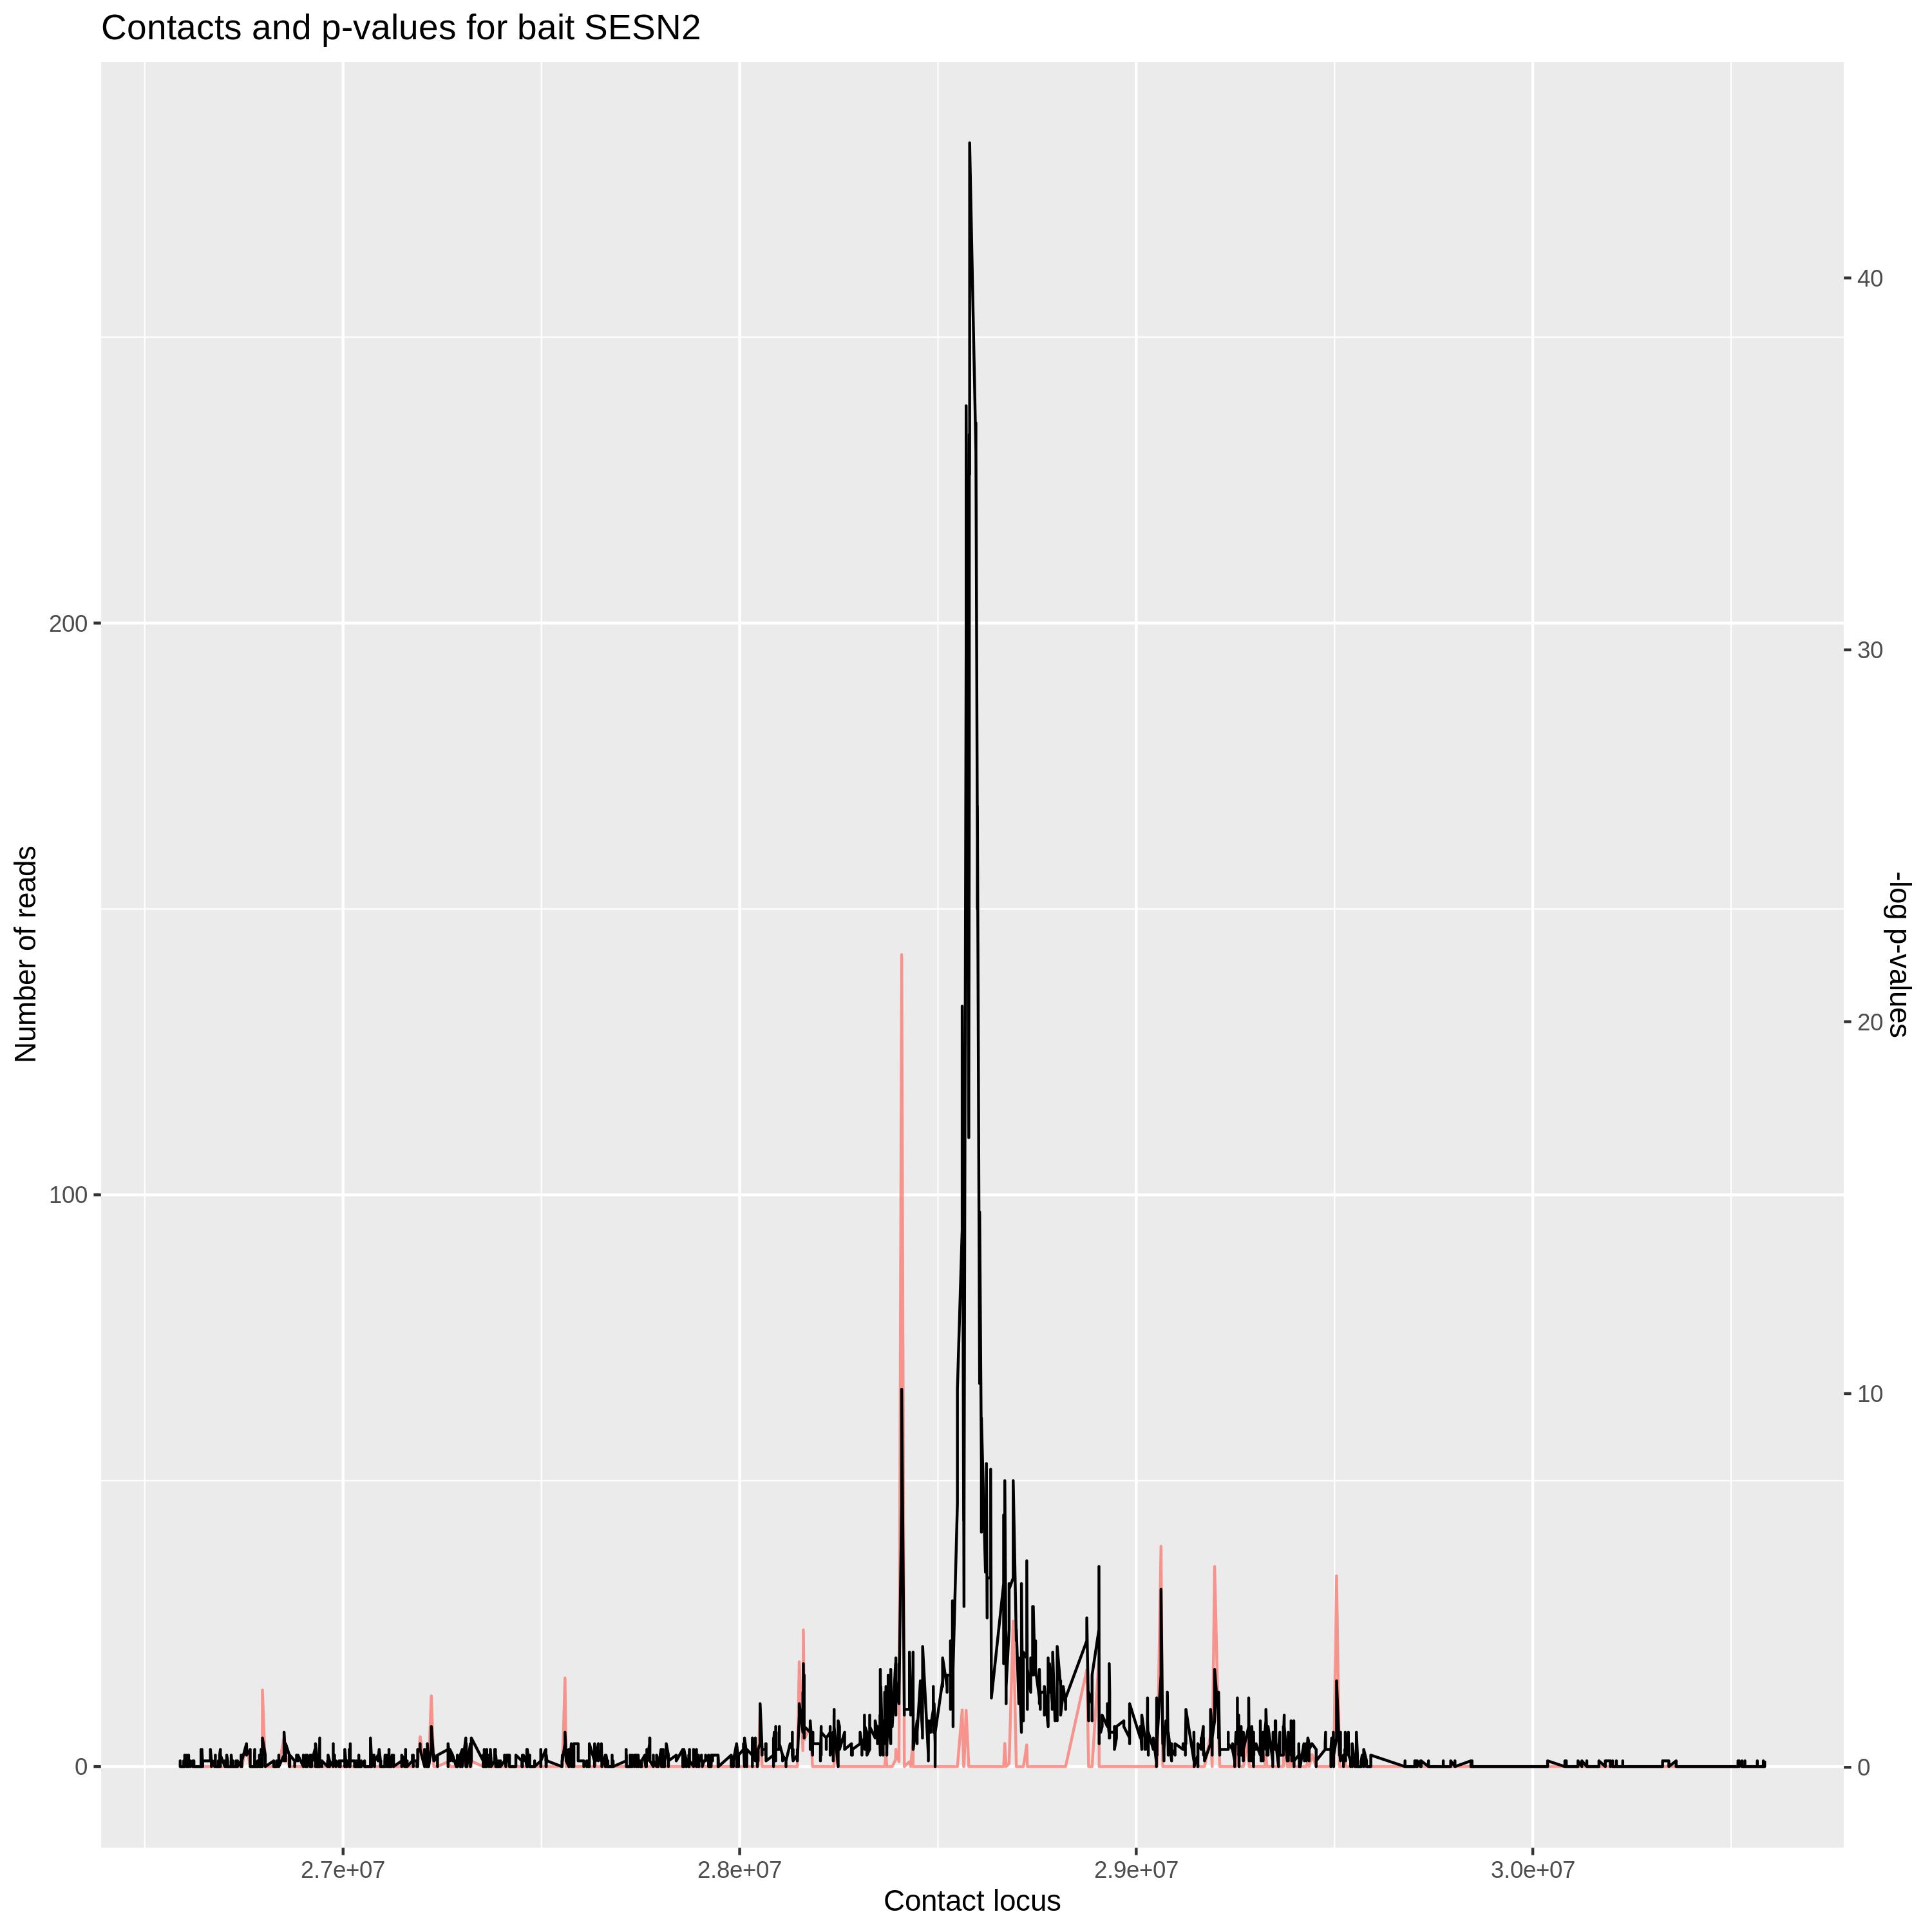 Contacts and p-values for bait SESN2
200
100
0
Number of reads
40
30
20
10
0
-log p-values
2.7e+07
2.8e+07
2.9e+07
3.0e+07
Contact locus